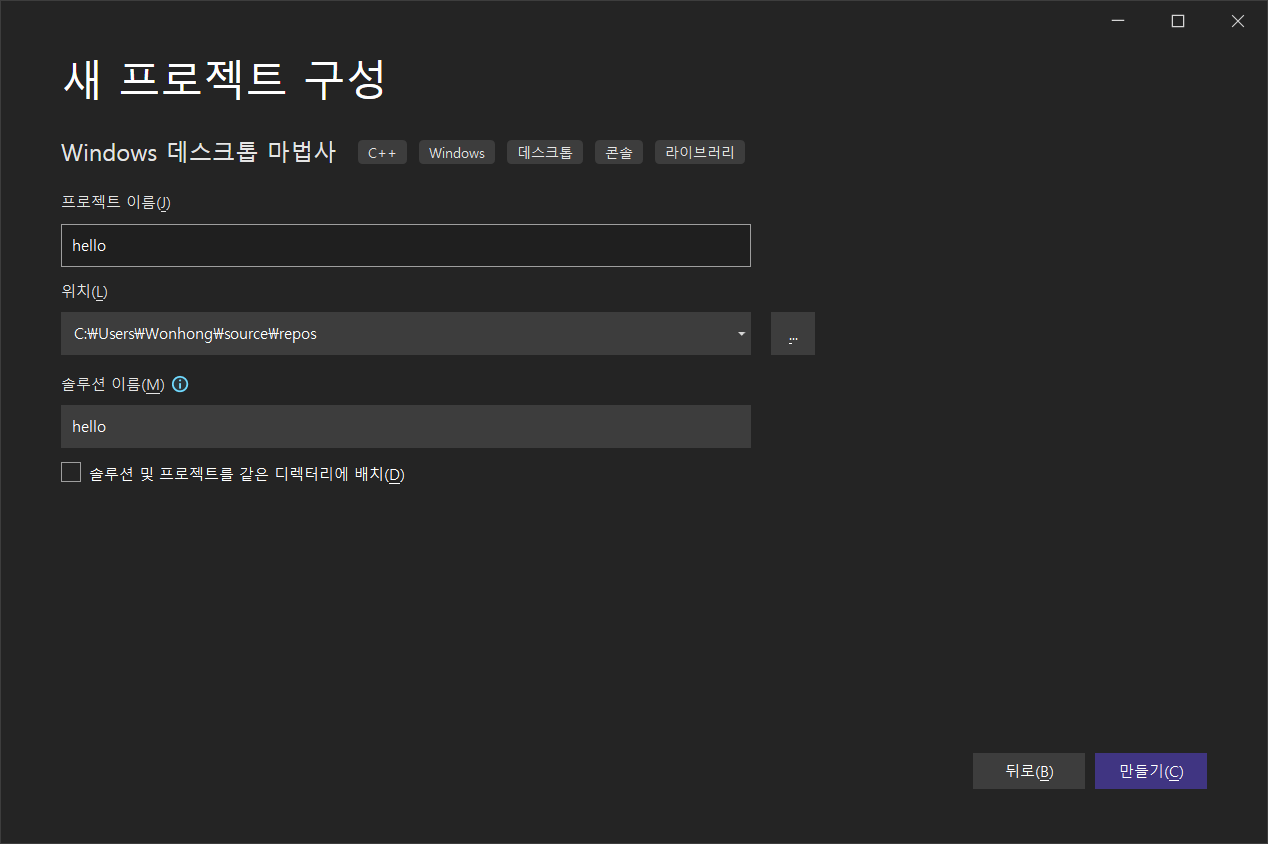 새 프로젝트 구성
Windows 데스크톱 마법사 C++ Windows 데스크톱 콘솔 라이브러리
프로젝트 이름(J)
hello
위치(L)
C:₩Users₩Wonhong₩source₩repos
...
솔루션 이름(M)
hello
솔루션 및 프로젝트를 같은 디렉터리에 배치(D)
뒤로(B) 만들기(C)